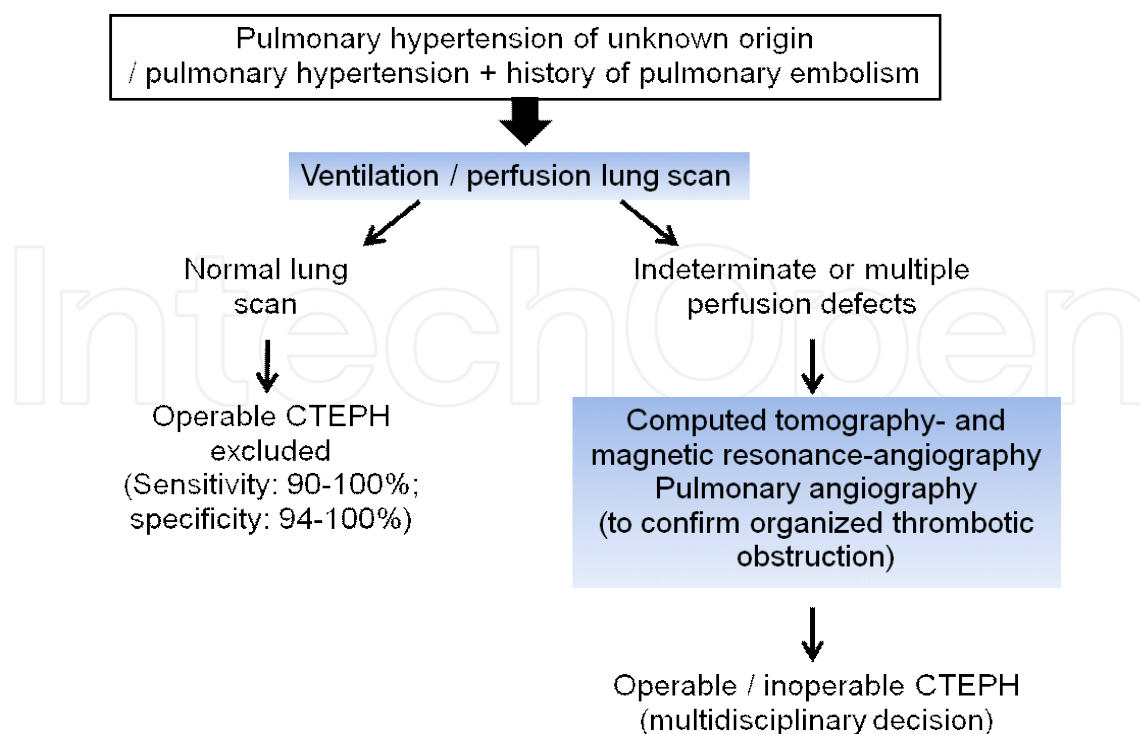 Pulmonary hypertension of unknown origin
/ pulmonary hypertension + history of pulmonary embolism
Ventilation / perfusion lung scan
Normal lung
scan
Indeterminate or multiple
perfusion defects
Operable CTEPH
excluded
(Sensitivity: 90-100%;
specificity: 94-100%)
Computed tomography- and
magnetic resonance-angiography
Pulmonary angiography
(to confirm organized thrombotic
obstruction)
Operable / inoperable CTEPH
(multidisciplinary decision)
IntechOpen